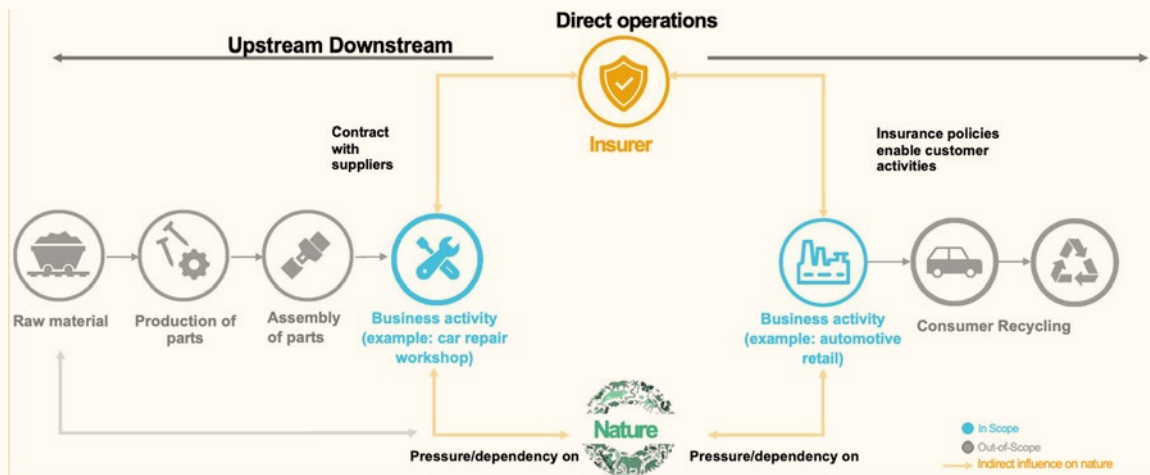 Direct operations
Upstream Downstream
Contract
with
suppliers
Insurer
Insurance policies
enable customer
activities
Raw material
Production of
parts
Assembly
of parts
Business activity
(example: car repair
workshop)
Business activity
(example: automotive
retail)
Consumer Recycling
Nature
Pressure/dependency on
Pressure/dependency on
In Scope
Out-of-Scope
Indirect influence on nature